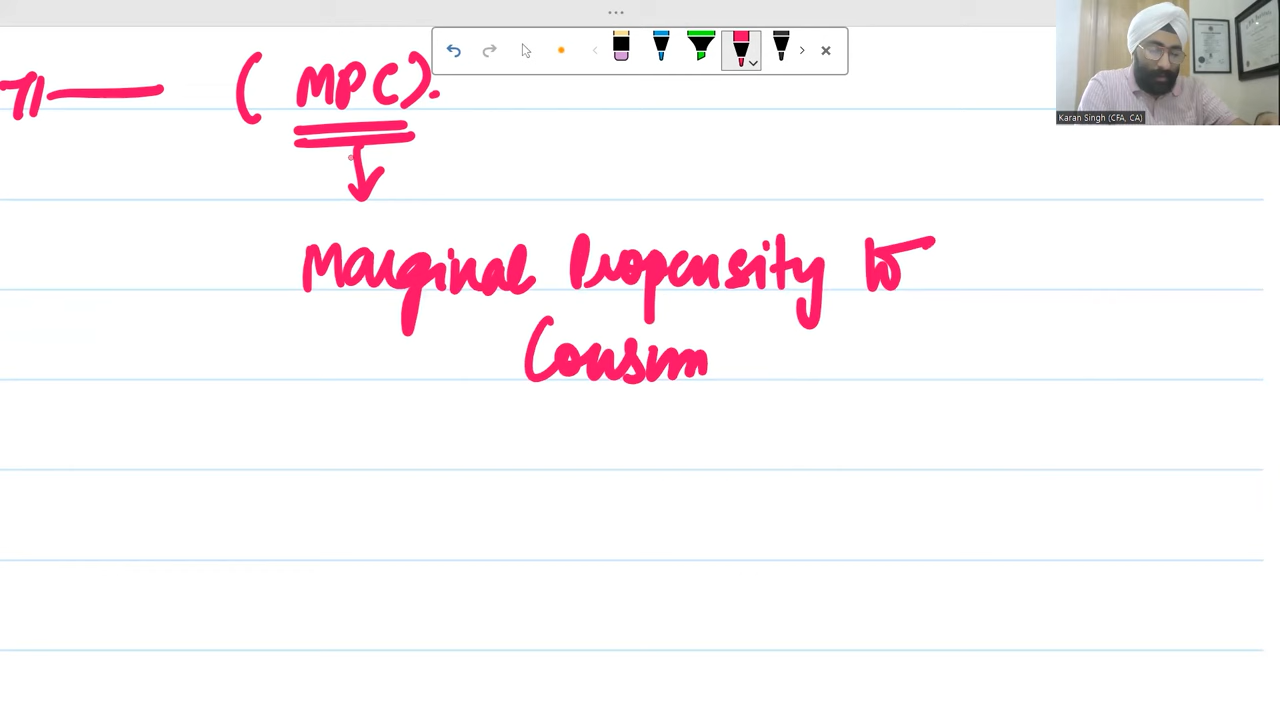 (MPC).
Marginal Propensity to
Consum
Karan Singh (CFA, CA)